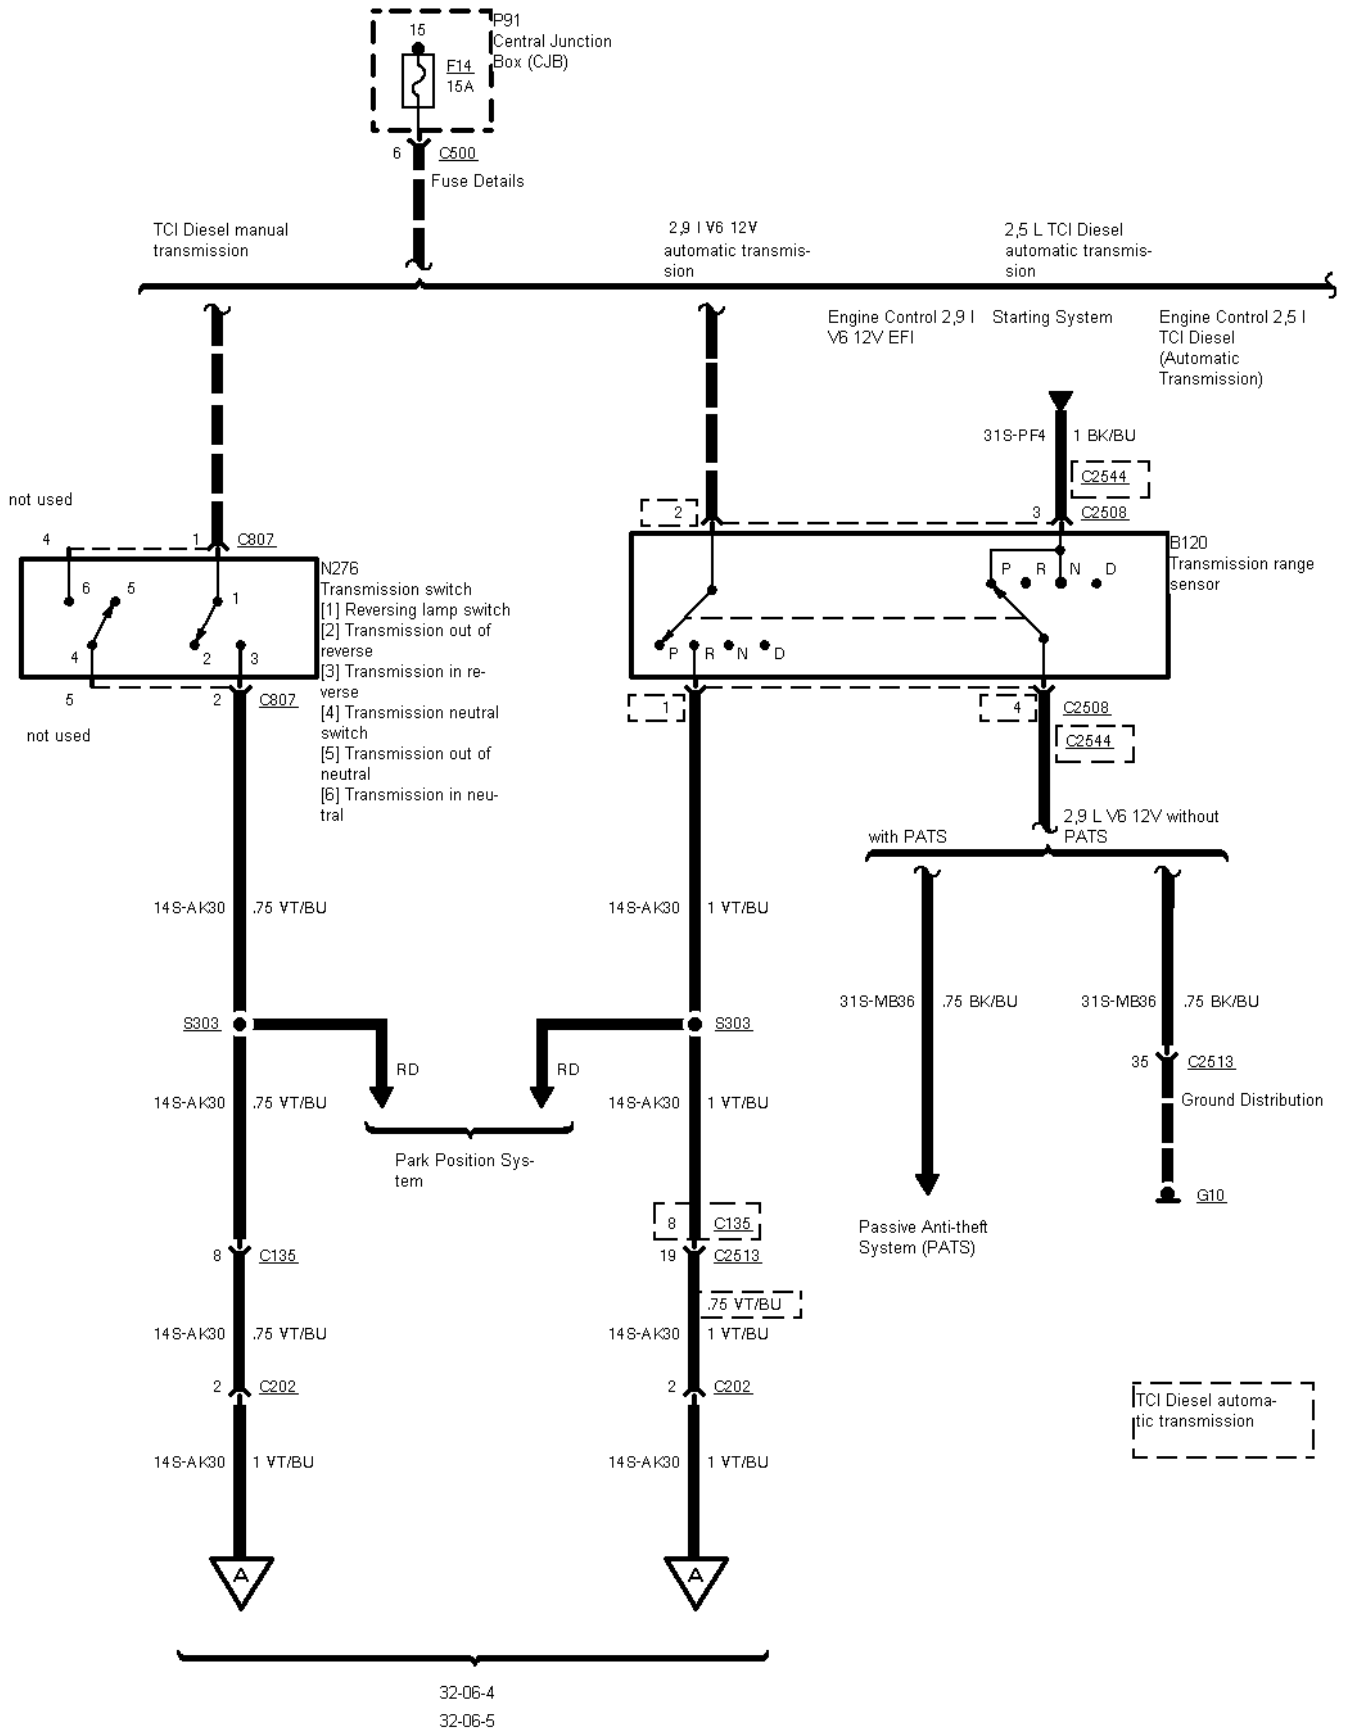 15
P91
Central Junction
Box (CJB)
F14
15A
6
C500
Fuse Details
TCI Diesel manual
transmission
2,9 l V6 12V
automatic transmis-
sion
2,5 L TCI Diesel
automatic transmis-
sion
Engine Control 2,9 l
V6 12V EFI
Starting System
Engine Control 2,5 l
TCI Diesel
(Automatic
Transmission)
31S-PF4
1 BK/BU
C2544
not used
4
1
C807
2
3
C2508
6
5
1
4
2
3
N276
Transmission switch
[1] Reversing lamp switch
[2] Transmission out of
reverse
[3] Transmission in re-
verse
[4] Transmission neutral
switch
[5] Transmission out of
neutral
[6] Transmission in neu-
tral
P
R
N
D
P
R
N
D
B120
Transmission range
sensor
5
2
C807
not used
1
4
C2508
C2544
with PATS
2,9 L V6 12V without
PATS
14S-AK30
.75 VT/BU
14S-AK30
1 VT/BU
31S-MB36
.75 BK/BU
31S-MB36
.75 BK/BU
S303
RD
RD
S303
35
C2513
Ground Distribution
14S-AK30
.75 VT/BU
14S-AK30
1 VT/BU
Park Position Sys-
tem
G10
Passive Anti-theft
System (PATS)
8
C135
8
C135
19
C2513
.75 VT/BU
14S-AK30
.75 VT/BU
14S-AK30
1 VT/BU
2
C202
2
C202
TCI Diesel automa-
tic transmission
14S-AK30
1 VT/BU
14S-AK30
1 VT/BU
A
A
32-06-4
32-06-5